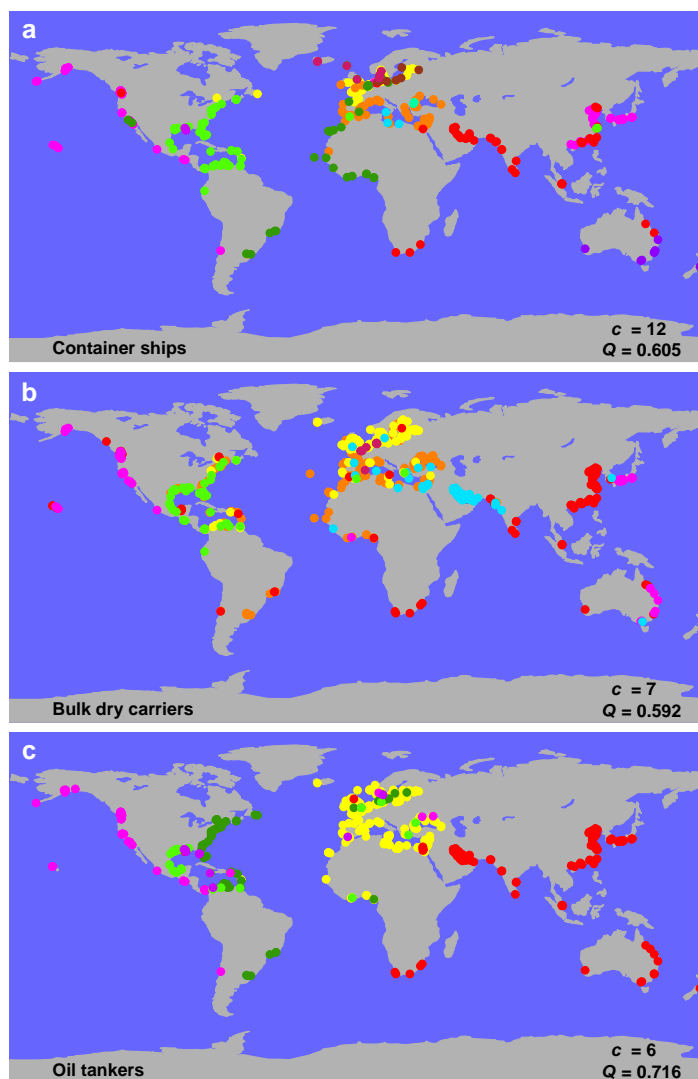 a
c = 12
Container ships
Q = 0.605
b
c = 7
Bulk dry carriers
Q = 0.592
c
c = 6
Oil tankers
Q = 0.716